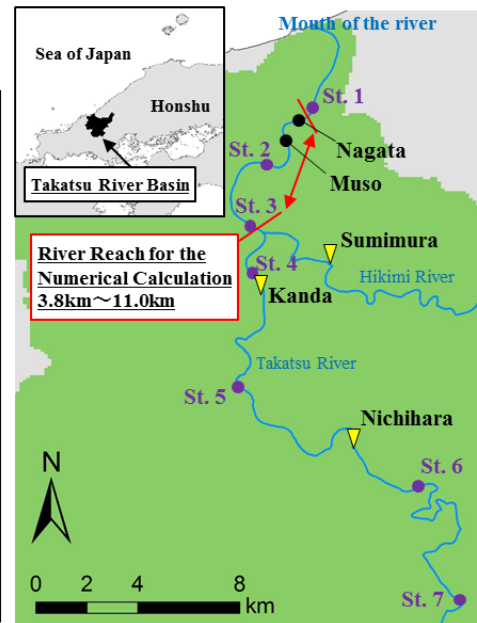 Mouth of the river
Sea of Japan
Honshu
Takatsu River Basin
St. 1
Nagata
St. 2
Muso
St. 3
Sumimura
River Reach for the
Numerical Calculation
3.8km～11.0km
St. 4
Kanda
Hikimi River
Takatsu River
St. 5
Nichihara
N
St. 6
0 2 4 8
km
St. 7